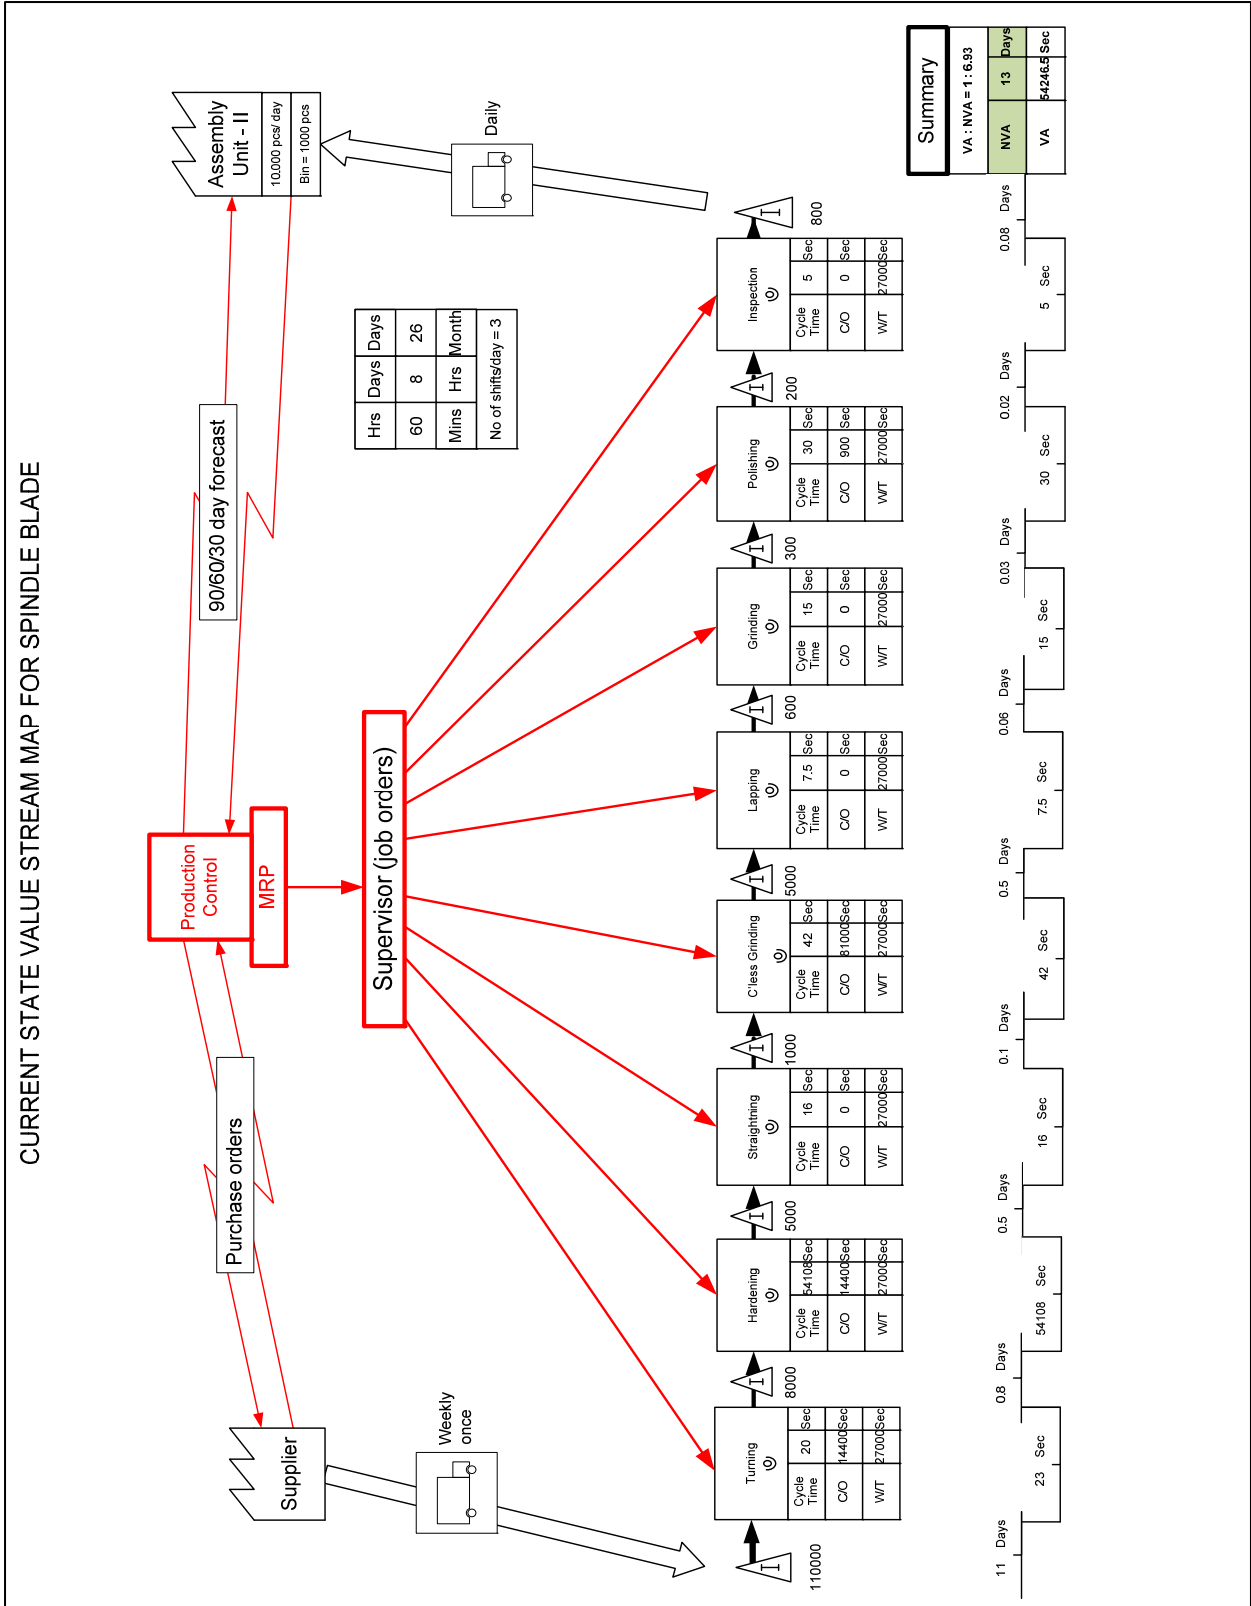 CURRENT STATE VALUE STREAM MAP FOR SPINDLE BLADE
Supplier
Purchase orders
Production
Control
MRP
90/60/30 day forecast
Assembly
Unit - II
10.000 pcs/ day
Bin = 1000 pcs
Weekly
once
Supervisor (job orders)
Hrs Days Days
60 8 26
Mins Hrs Month
No of shifts/day = 3
Daily
110000
Turning
Cycle
Time
20 Sec
C/O 14400 Sec
W/T 27000 Sec
8000
Hardening
Cycle
Time
54108 Sec
C/O 14400 Sec
W/T 27000 Sec
5000
Straightning
Cycle
Time
16 Sec
C/O 0 Sec
W/T 27000 Sec
1000
C'less Grinding
Cycle
Time
42 Sec
C/O 81000 Sec
W/T 27000 Sec
5000
Lapping
Cycle
Time
7.5 Sec
C/O 0 Sec
W/T 27000 Sec
600
Grinding
Cycle
Time
15 Sec
C/O 0 Sec
W/T 27000 Sec
300
Polishing
Cycle
Time
30 Sec
C/O 900 Sec
W/T 27000 Sec
200
Inspection
Cycle
Time
5 Sec
C/O 0 Sec
W/T 27000 Sec
800
11 Days
23 Sec
0.8 Days
54108 Sec
0.5 Days
16 Sec
0.1 Days
42 Sec
0.5 Days
7.5 Sec
0.06 Days
15 Sec
0.03 Days
30 Sec
0.02 Days
5 Sec
0.08 Days
Summary
VA : NVA = 1 : 6.93
NVA 13 Days
VA 54246.5 Sec